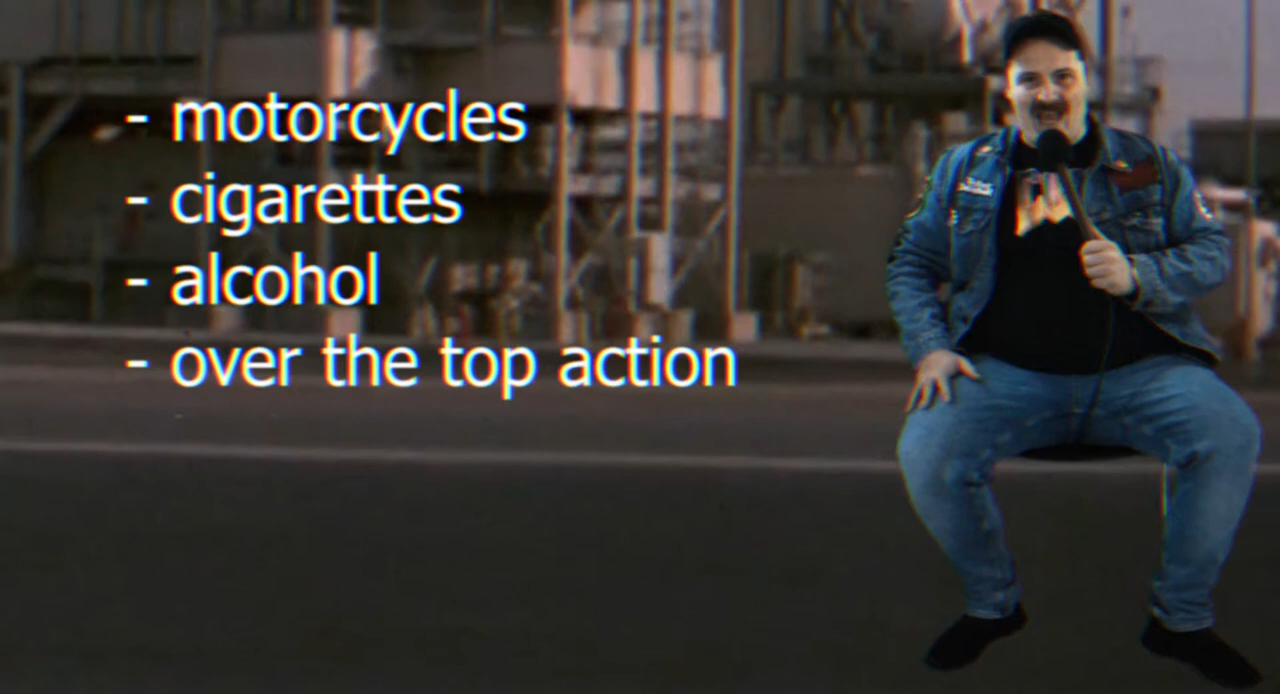 - motorcycles
- cigarettes
- alcohol
- over the top action